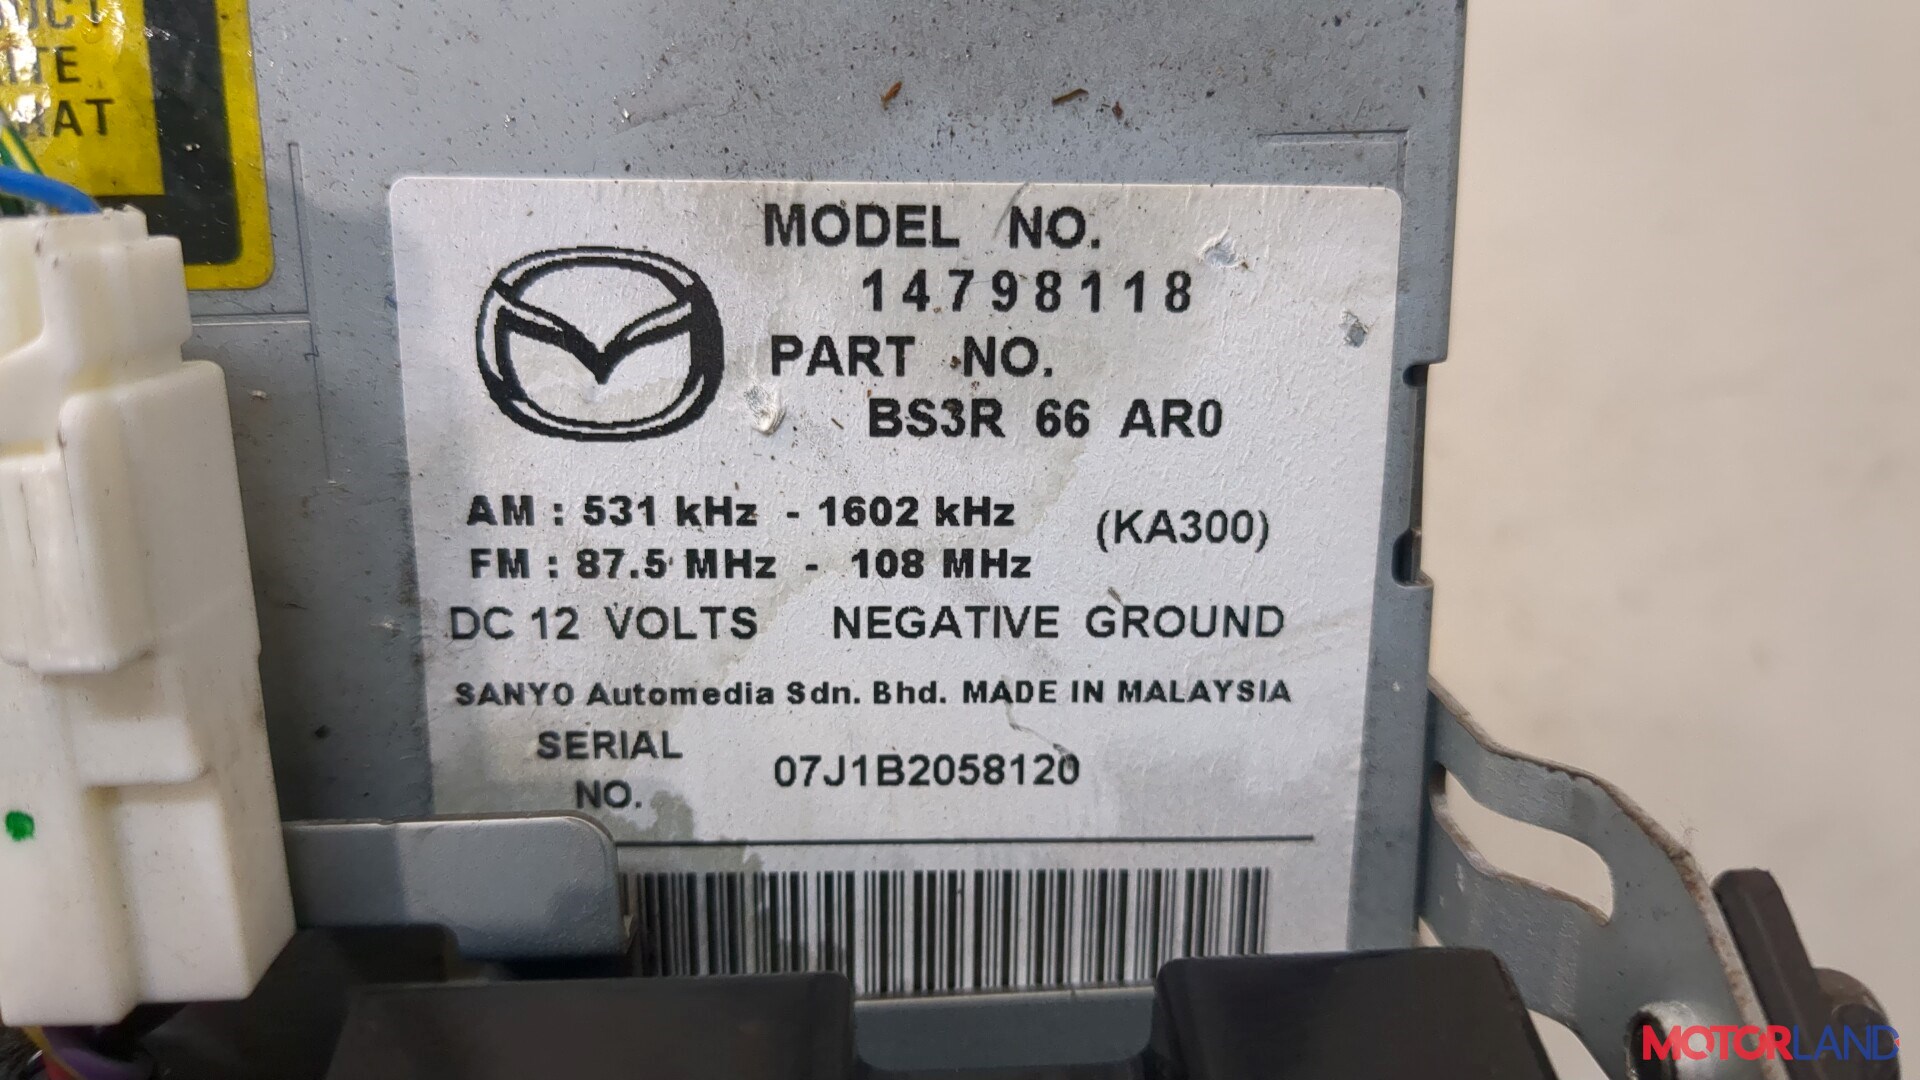 MODEL NO.
14798118
PART NO.
BS3R 66 AR0
AM : 531 kHz - 1602 kHz (KA300)
FM : 87.5 MHz - 108 MHz
DC 12 VOLTS NEGATIVE GROUND
SANYO Automedia Sdn. Bhd. MADE IN MALAYSIA
SERIAL NO. 07J1B2058120
MOTORLAND